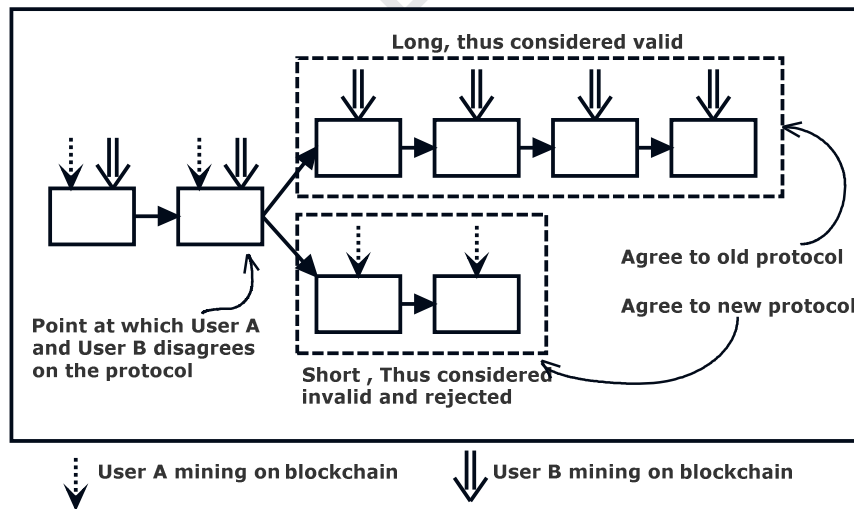 Long, thus considered valid
Agree to old protocol
Agree to new protocol
Point at which User A
and User B disagrees
on the protocol
Short , Thus considered
invalid and rejected
User A mining on blockchain
User B mining on blockchain